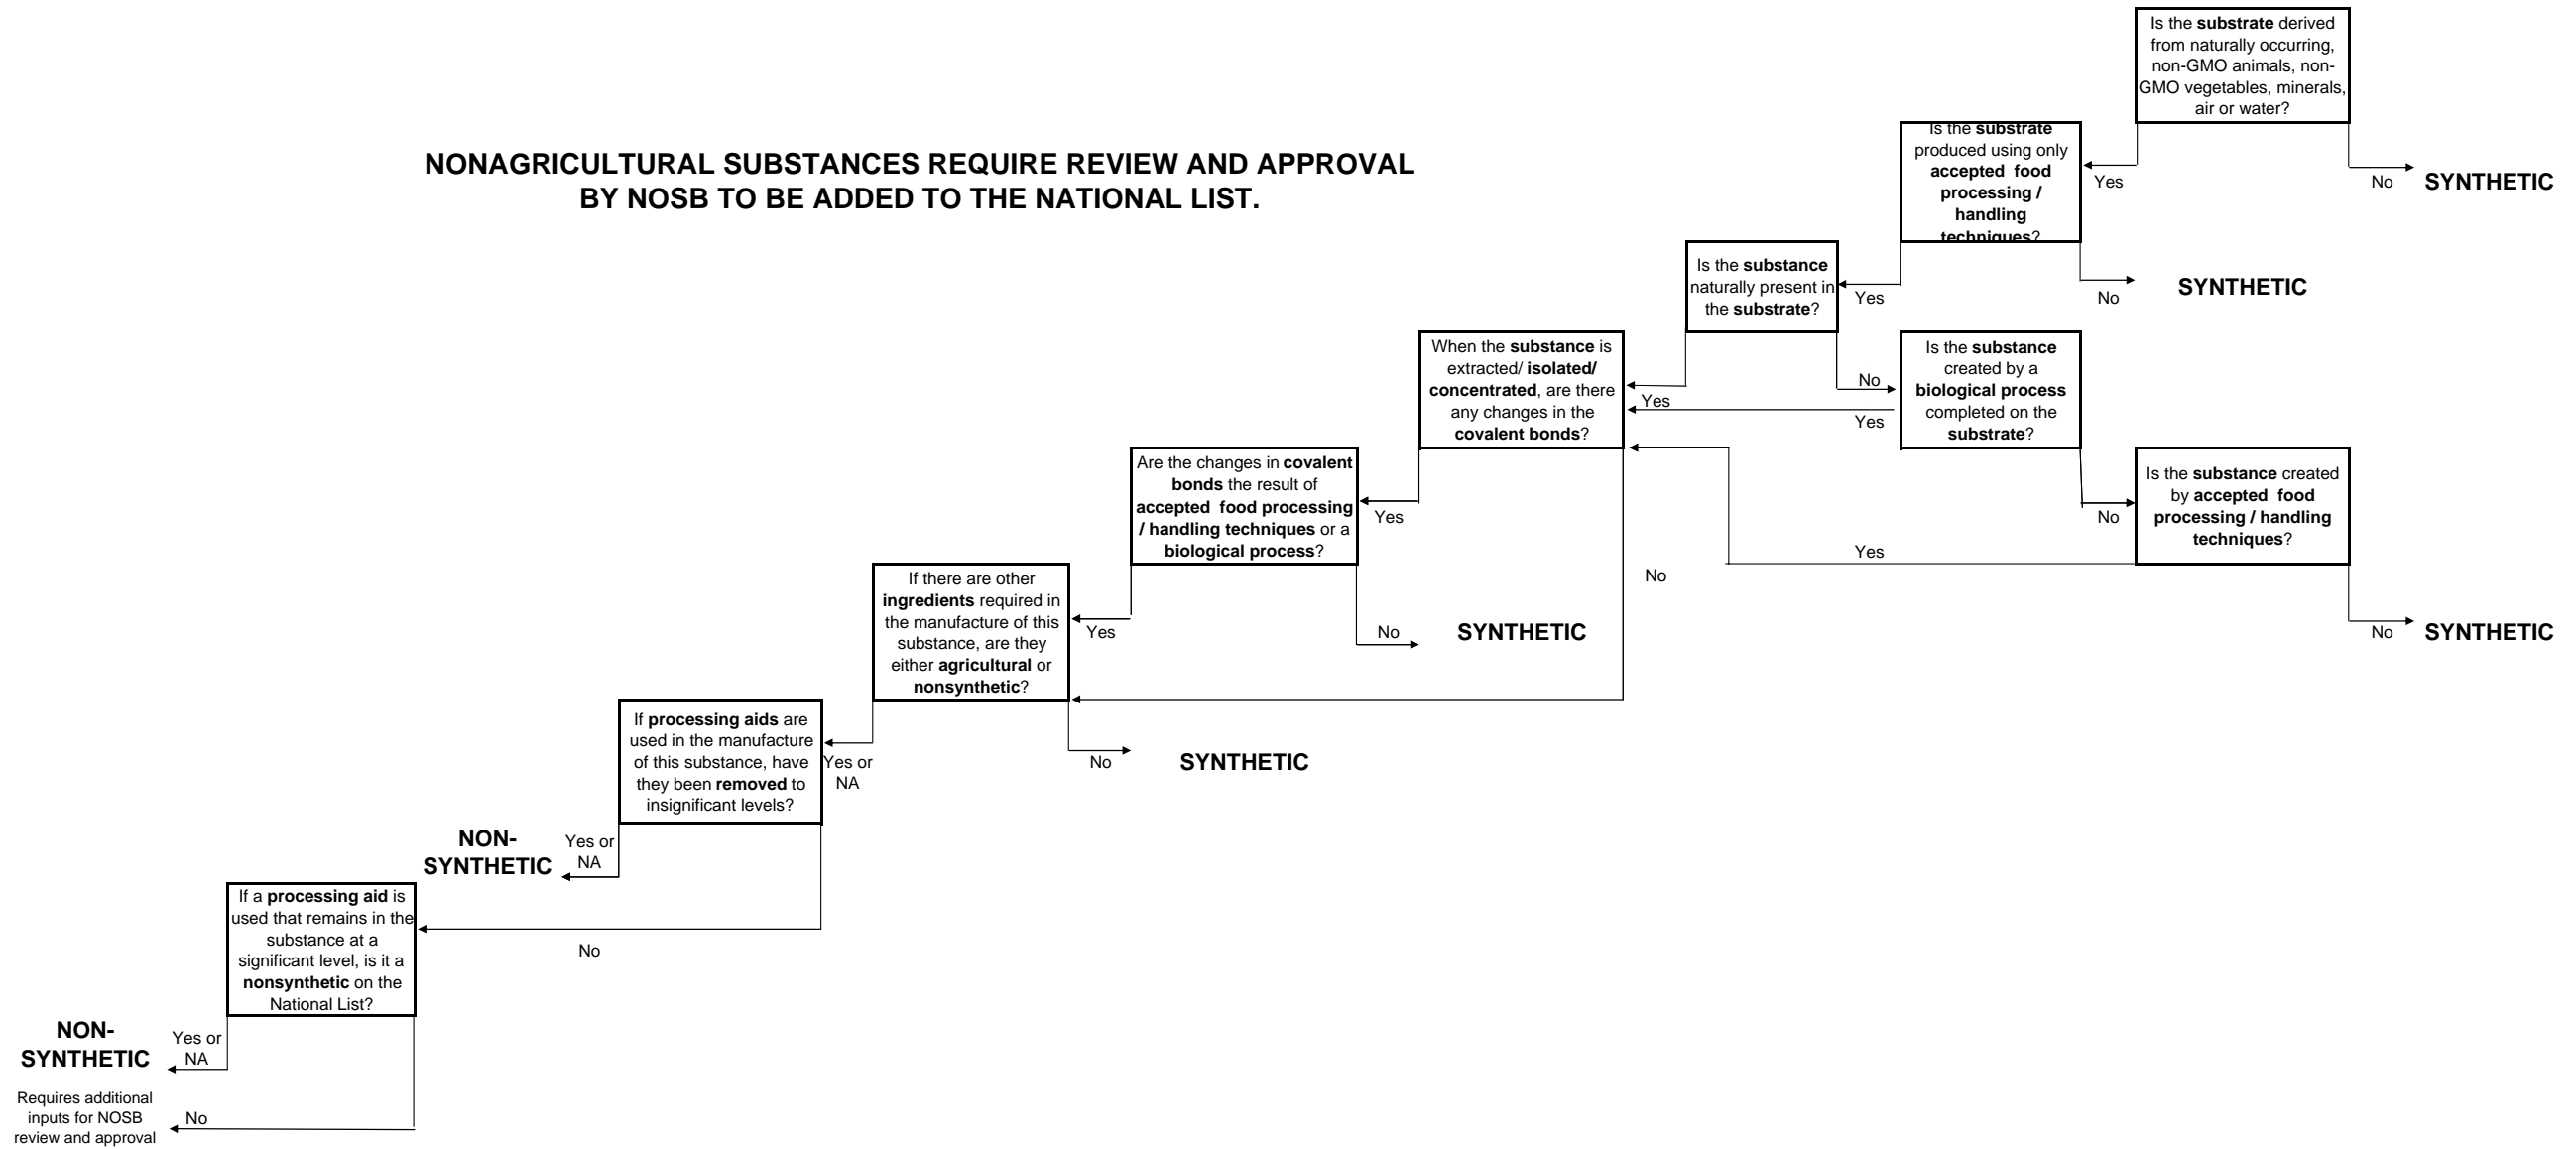 Is the substrate derived
from naturally occurring,
non-GMO animals, non-
GMO vegetables, minerals,
air or water?
Yes
No
SYNTHETIC
NONAGRICULTURAL SUBSTANCES REQUIRE REVIEW AND APPROVAL
BY NOSB TO BE ADDED TO THE NATIONAL LIST.
Is the substrate
produced using only
accepted food
processing /
handling
techniques?
Yes
No
SYNTHETIC
Is the substance
naturally present in
the substrate?
Yes
No
Is the substance
created by a
biological process
completed on the
substrate?
Yes
No
Is the substance created
by accepted food
processing / handling
techniques?
Yes
No
SYNTHETIC
When the substance is
extracted/ isolated/
concentrated, are there
any changes in the
covalent bonds?
Yes
No
Are the changes in covalent
bonds the result of
accepted food processing
/ handling techniques or a
biological process?
Yes
No
SYNTHETIC
If there are other
ingredients required in
the manufacture of this
substance, are they
either agricultural or
nonsynthetic?
Yes or
NA
No
SYNTHETIC
If processing aids are
used in the manufacture
of this substance, have
they been removed to
insignificant levels?
Yes or
NA
NON-
SYNTHETIC
No
If a processing aid is
used that remains in the
substance at a
significant level, is it a
nonsynthetic on the
National List?
Yes or
NA
NON-
SYNTHETIC
No
Requires additional
inputs for NOSB
review and approval